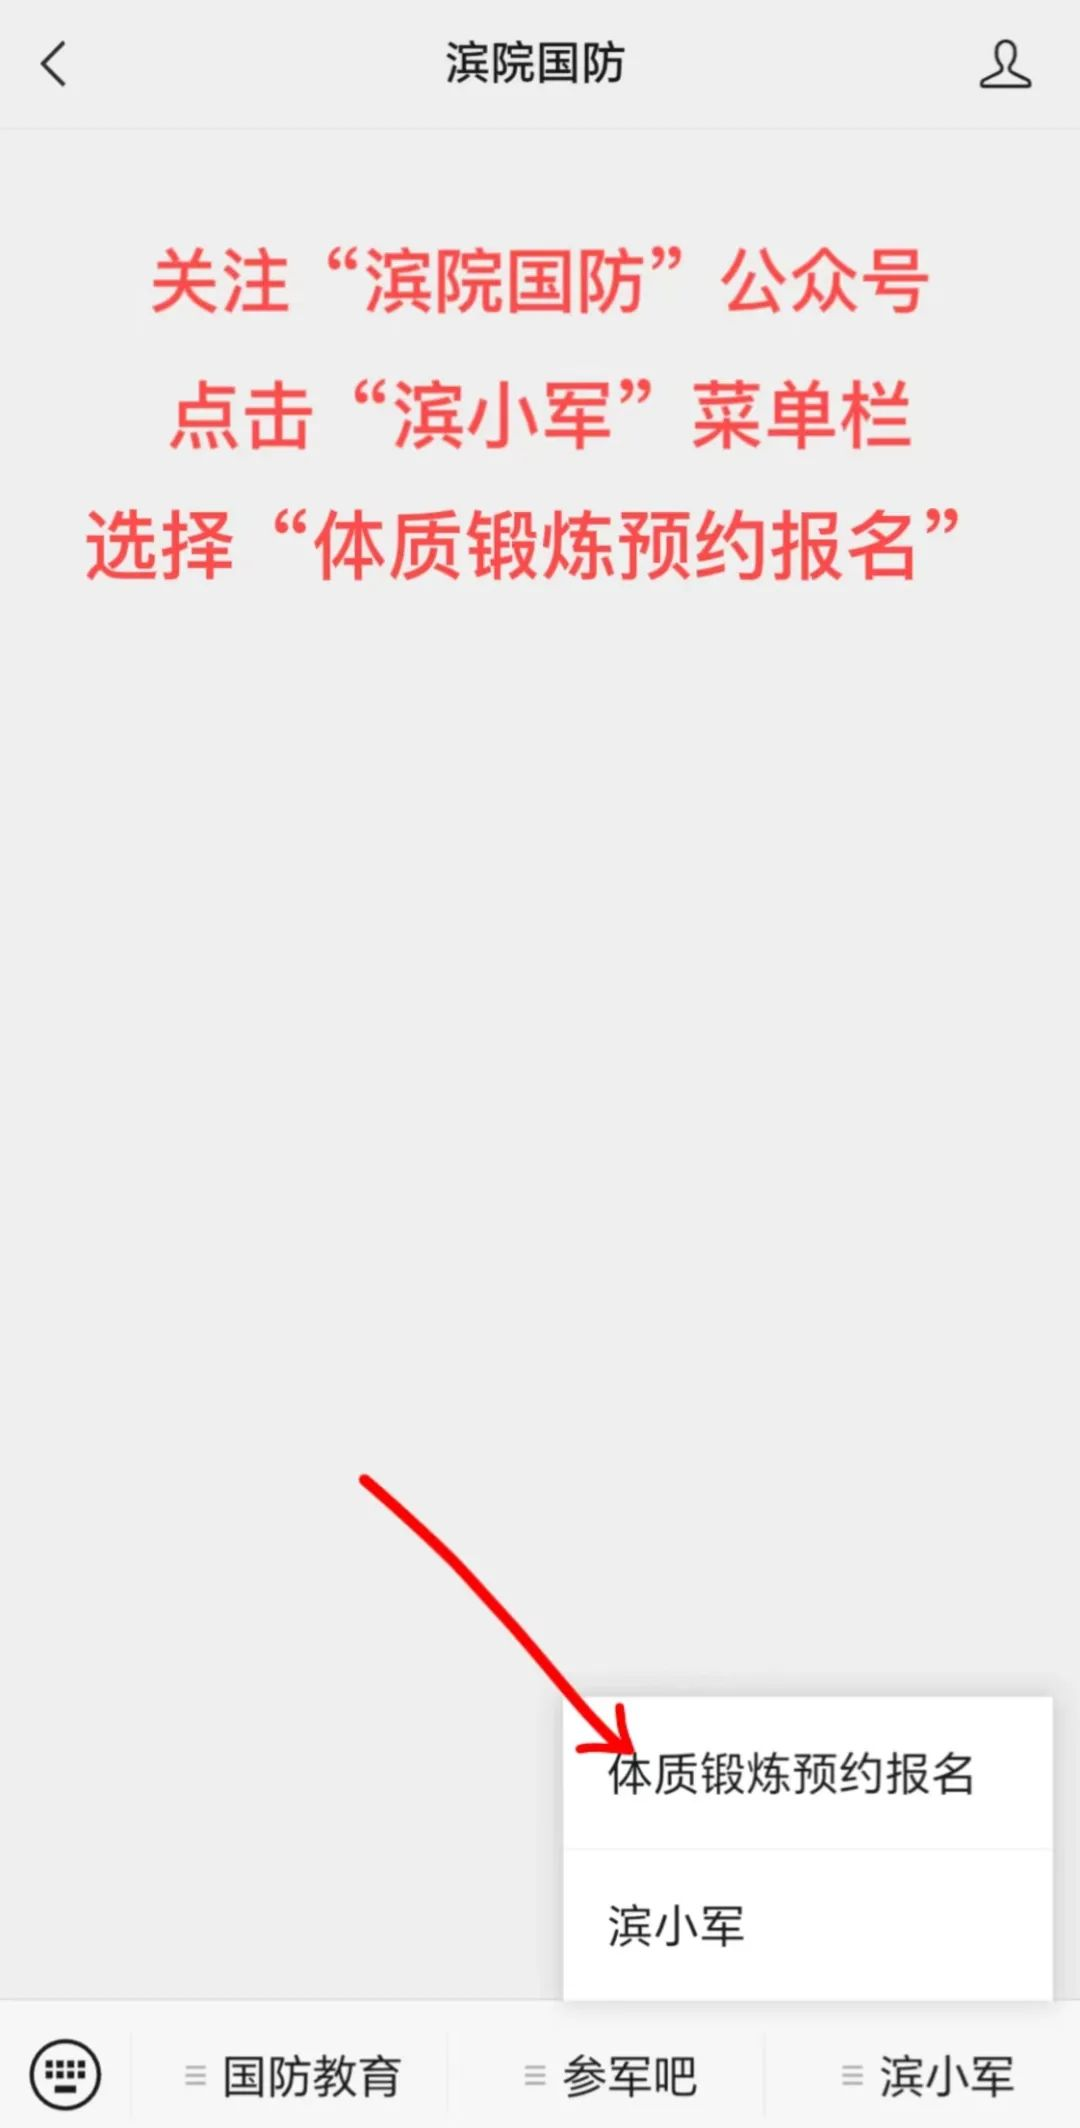 滨院国防
关注“滨院国防”公众号
点击“滨小军”菜单栏
选择“体质锻炼预约报名”
体质锻炼预约报名
滨小军
国防教育
参军吧
滨小军